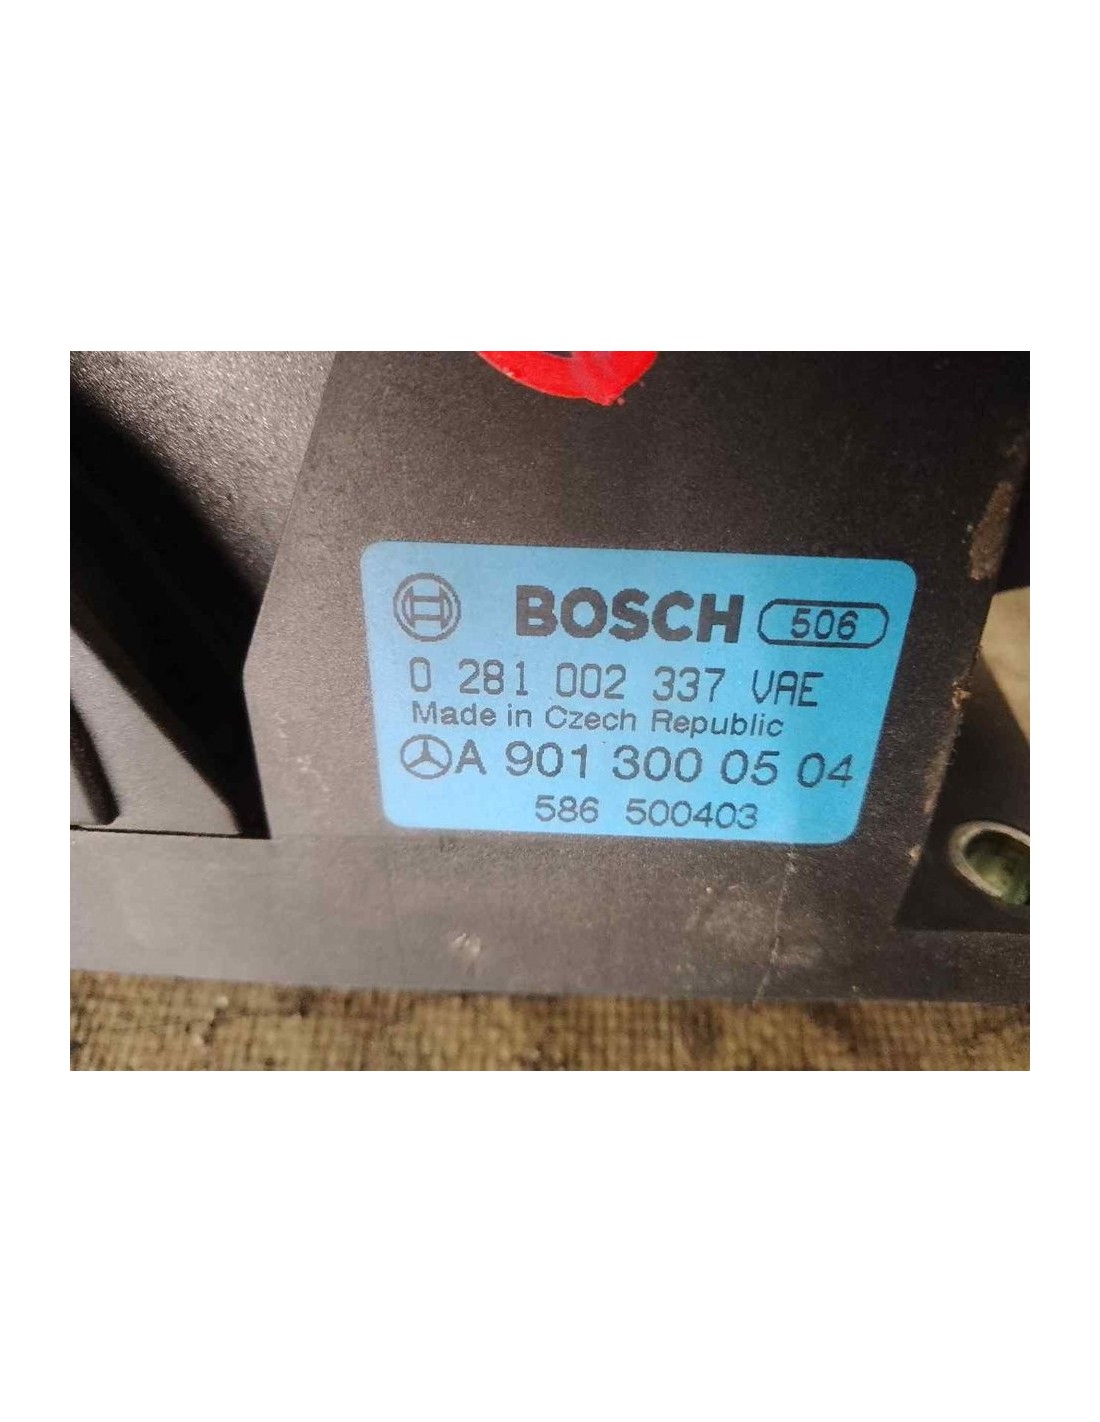 BOSCH 506
0 281 002 337 VAE
Made in Czech Republic
A 901 300 05 04
586 500403